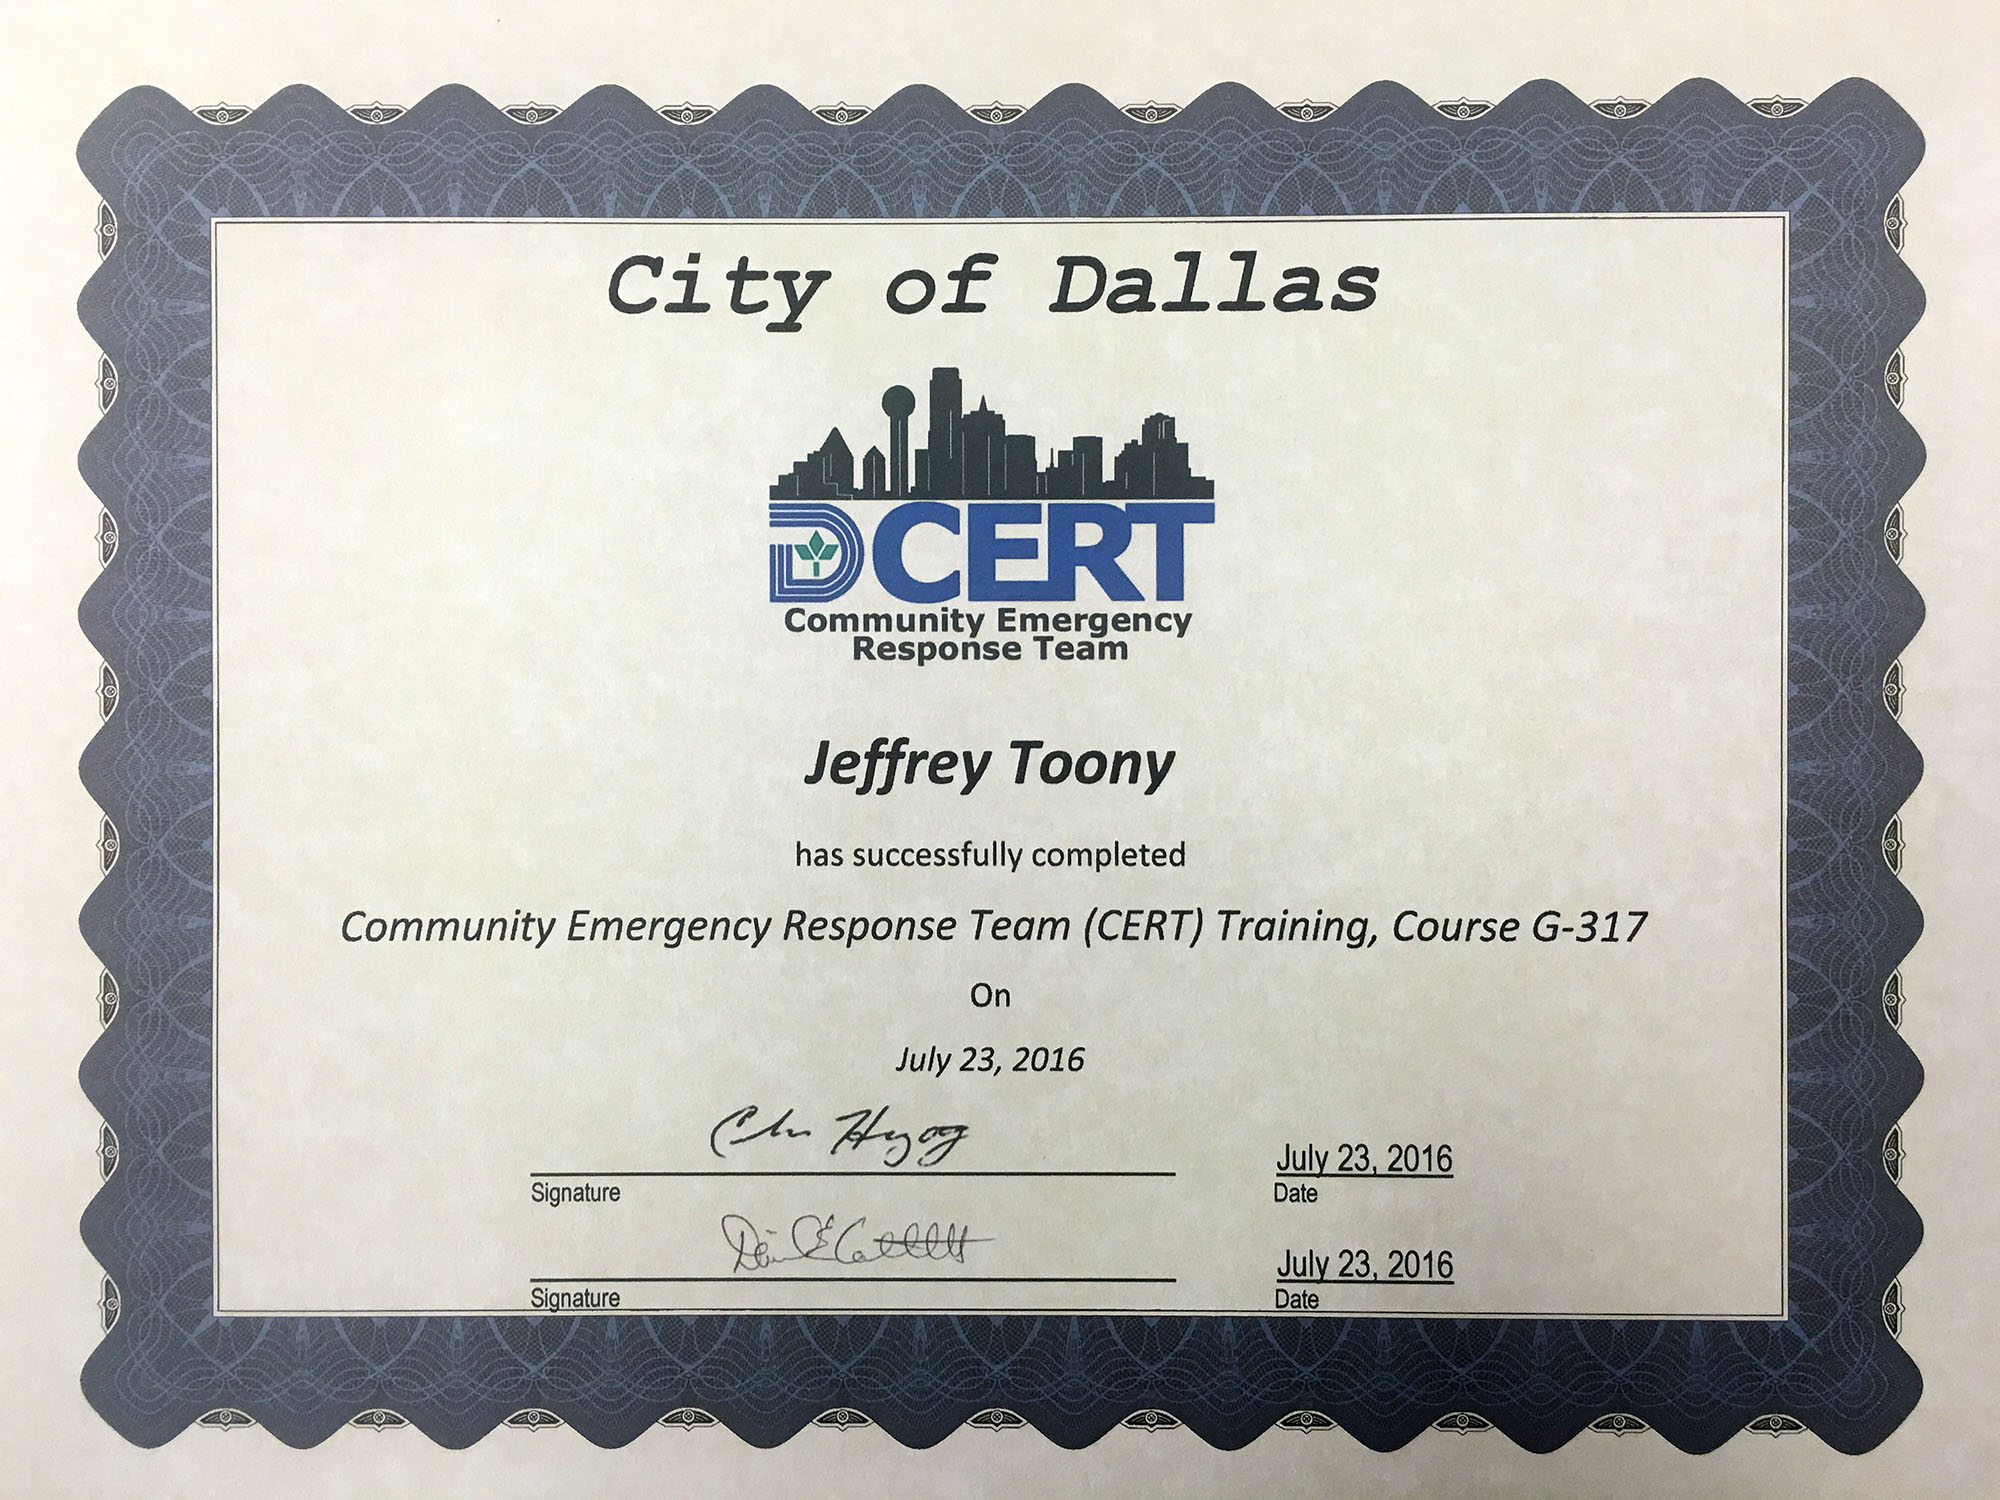 City of Dallas
D CERT
Community Emergency
Response Team
Jeffrey Toony
has successfully completed
Community Emergency Response Team (CERT) Training, Course G-317
On
July 23, 2016
July 23, 2016
Signature Date
July 23, 2016
Signature Date